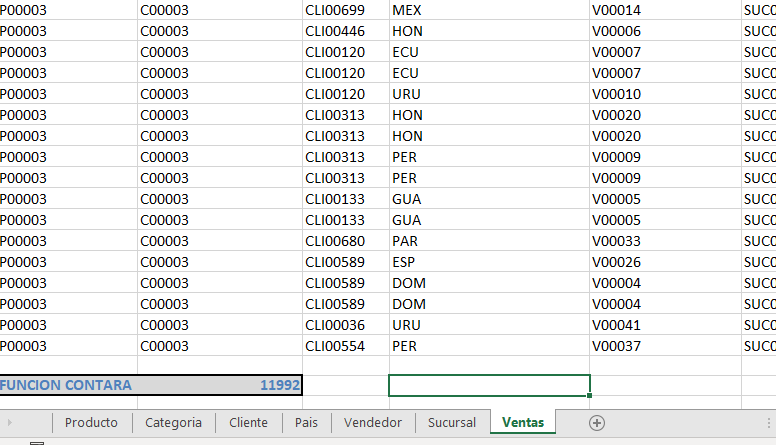 P00003 C00003 CLI00699 MEX V00014 SUC0
P00003 C00003 CLI00446 HON V00006 SUC0
P00003 C00003 CLI00120 ECU V00007 SUC0
P00003 C00003 CLI00120 ECU V00007 SUC0
P00003 C00003 CLI00120 URU V00010 SUC0
P00003 C00003 CLI00313 HON V00020 SUC0
P00003 C00003 CLI00313 HON V00020 SUC0
P00003 C00003 CLI00313 PER V00009 SUC0
P00003 C00003 CLI00313 PER V00009 SUC0
P00003 C00003 CLI00133 GUA V00005 SUC0
P00003 C00003 CLI00133 GUA V00005 SUC0
P00003 C00003 CLI00680 PAR V00033 SUC0
P00003 C00003 CLI00589 ESP V00026 SUC0
P00003 C00003 CLI00589 DOM V00004 SUC0
P00003 C00003 CLI00589 DOM V00004 SUC0
P00003 C00003 CLI00036 URU V00041 SUC0
P00003 C00003 CLI00554 PER V00037 SUC0
FUNCION CONTARA 11992
Producto Categoria Cliente Pais Vendedor Sucursal Ventas